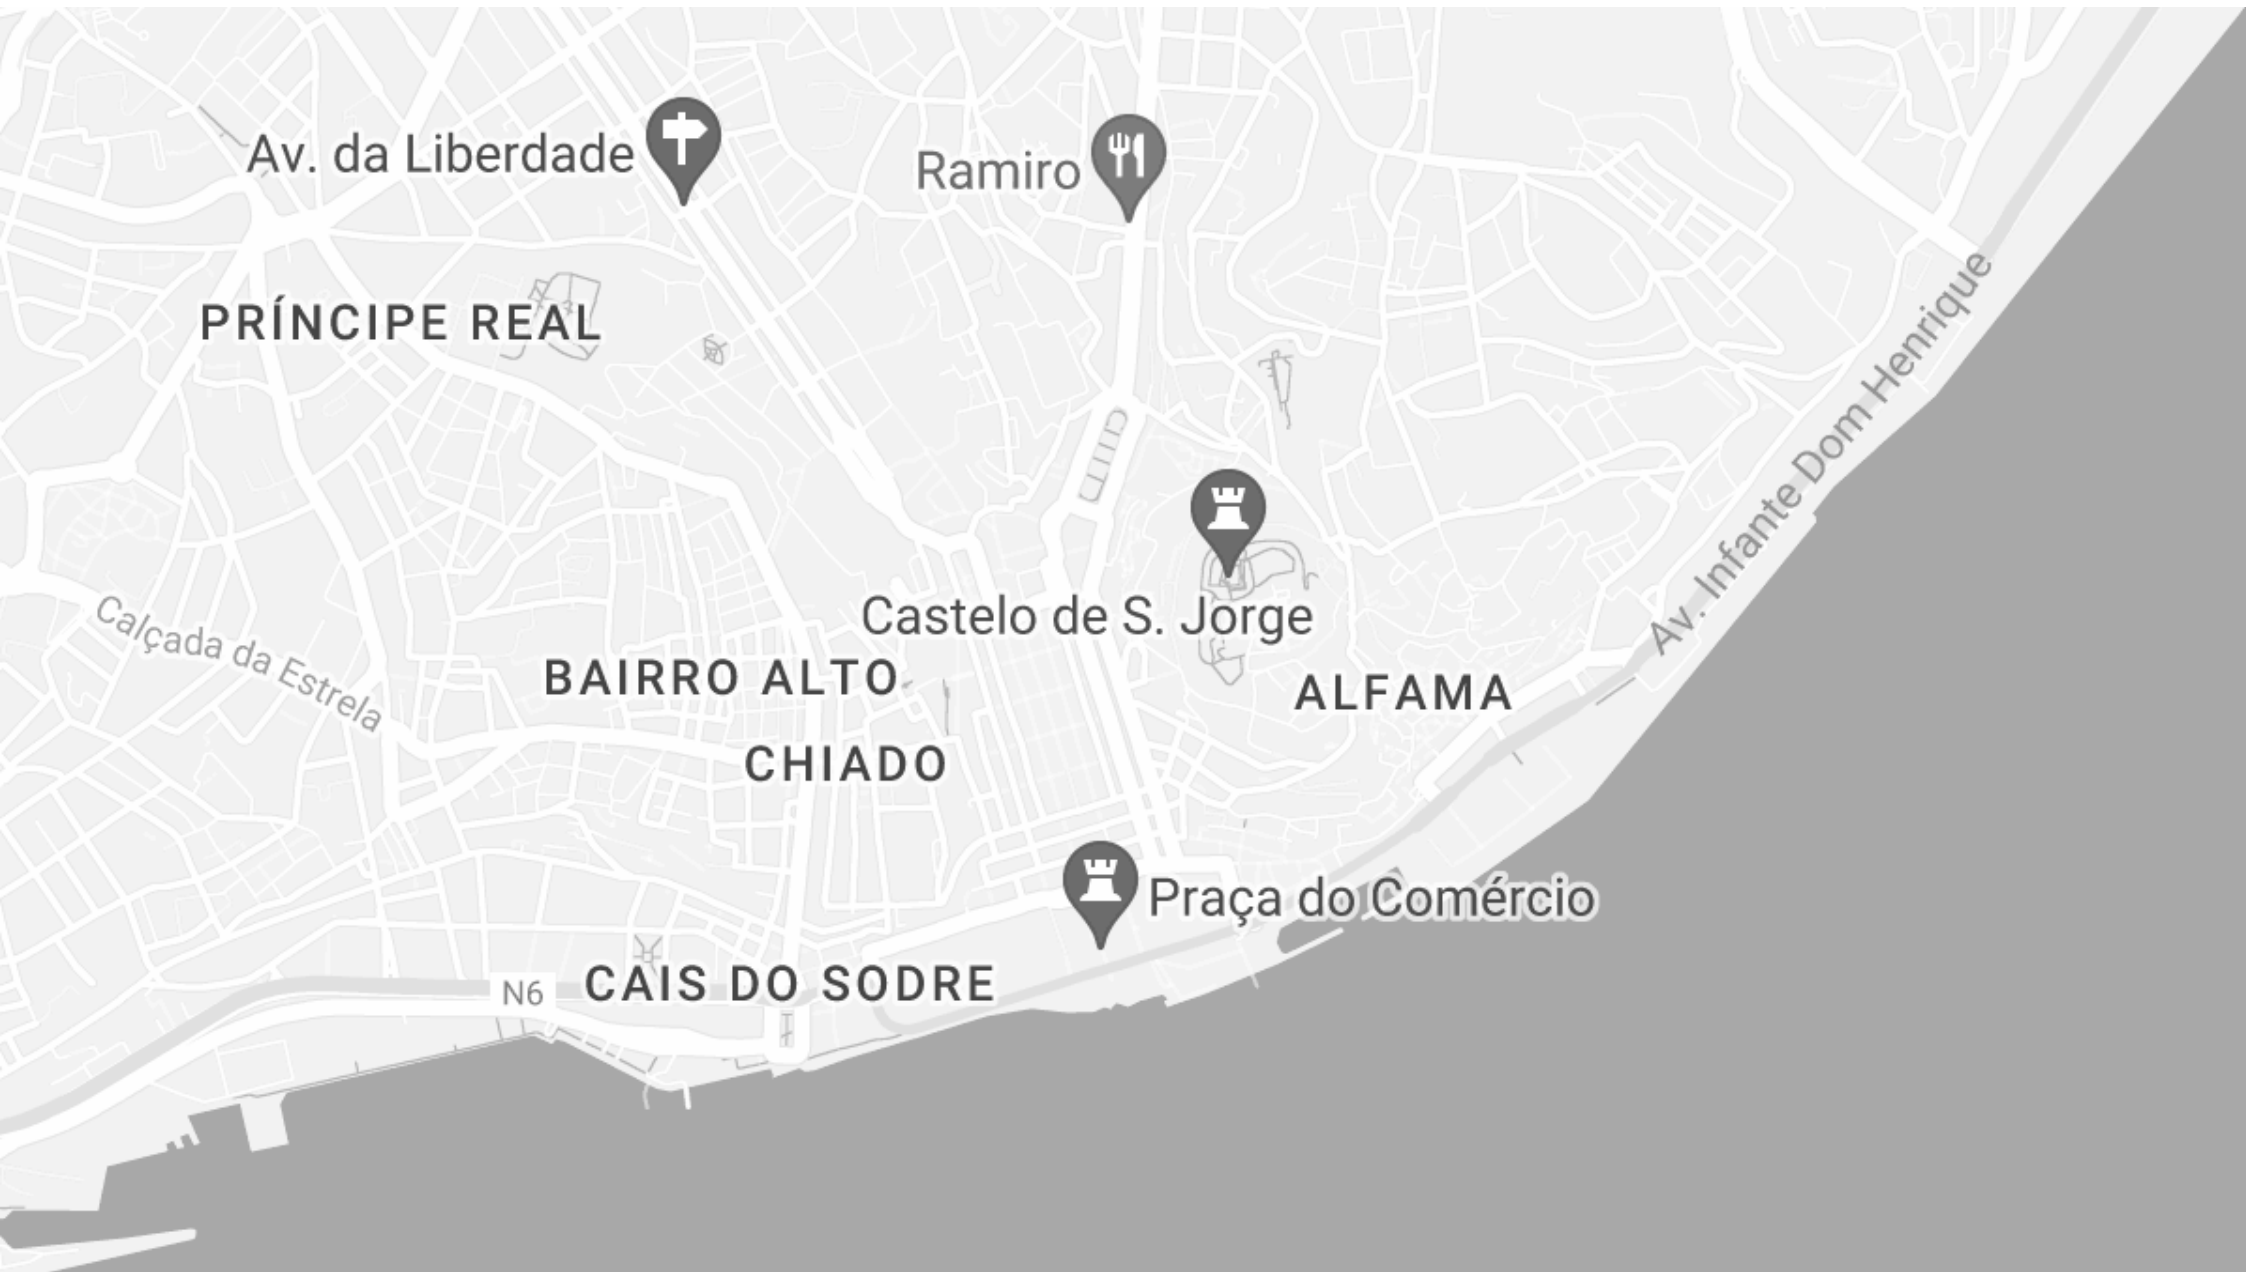 Av. da Liberdade
Ramiro
PRÍNCIPE REAL
Av. Infante Dom Henrique
Castelo de S. Jorge
Calçada da Estrela
BAIRRO ALTO
ALFAMA
CHIADO
Praça do Comércio
CAIS DO SODRE
N6